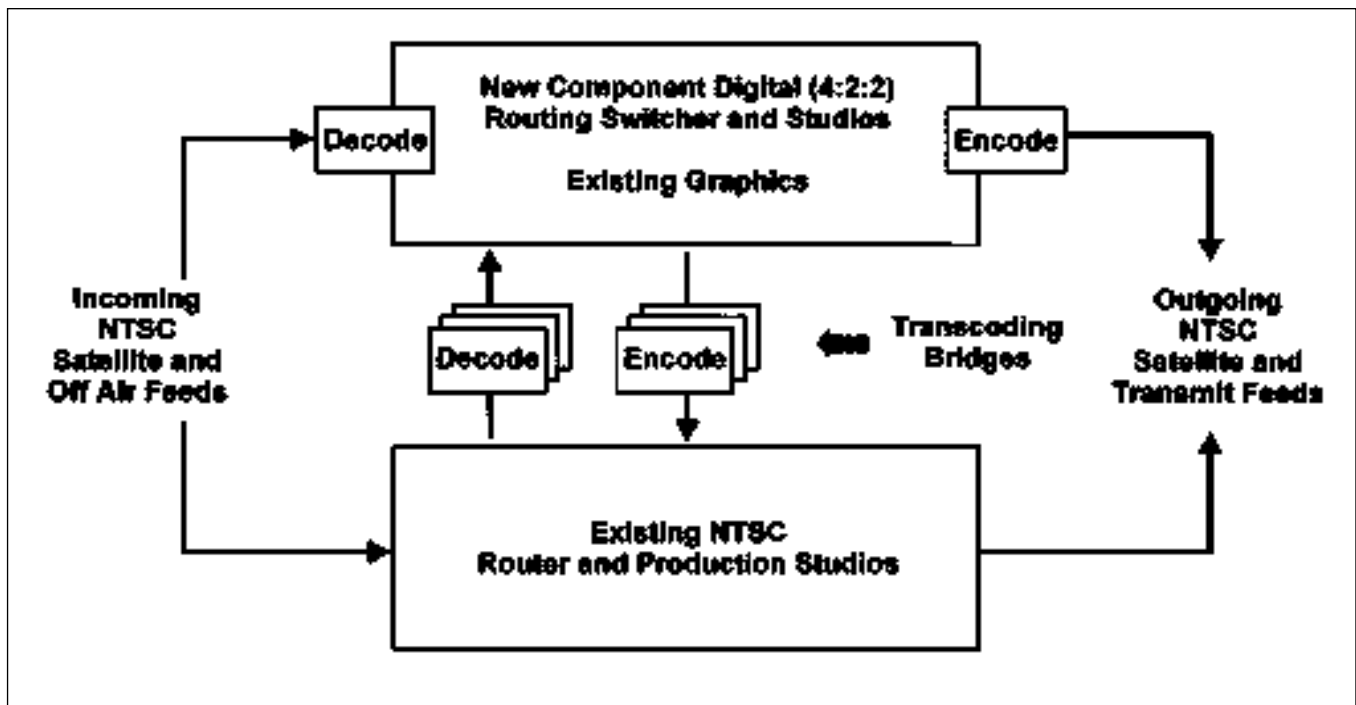 New Component Digital (4:2:2)
Routing Switcher and Studios
Existing Graphics
Decode
Encode
Incoming
NTSC
Satellite and
Off Air Feeds
Decode
Encode
Transcoding
Bridges
Outgoing
NTSC
Satellite and
Transmit Feeds
Existing NTSC
Router and Production Studios